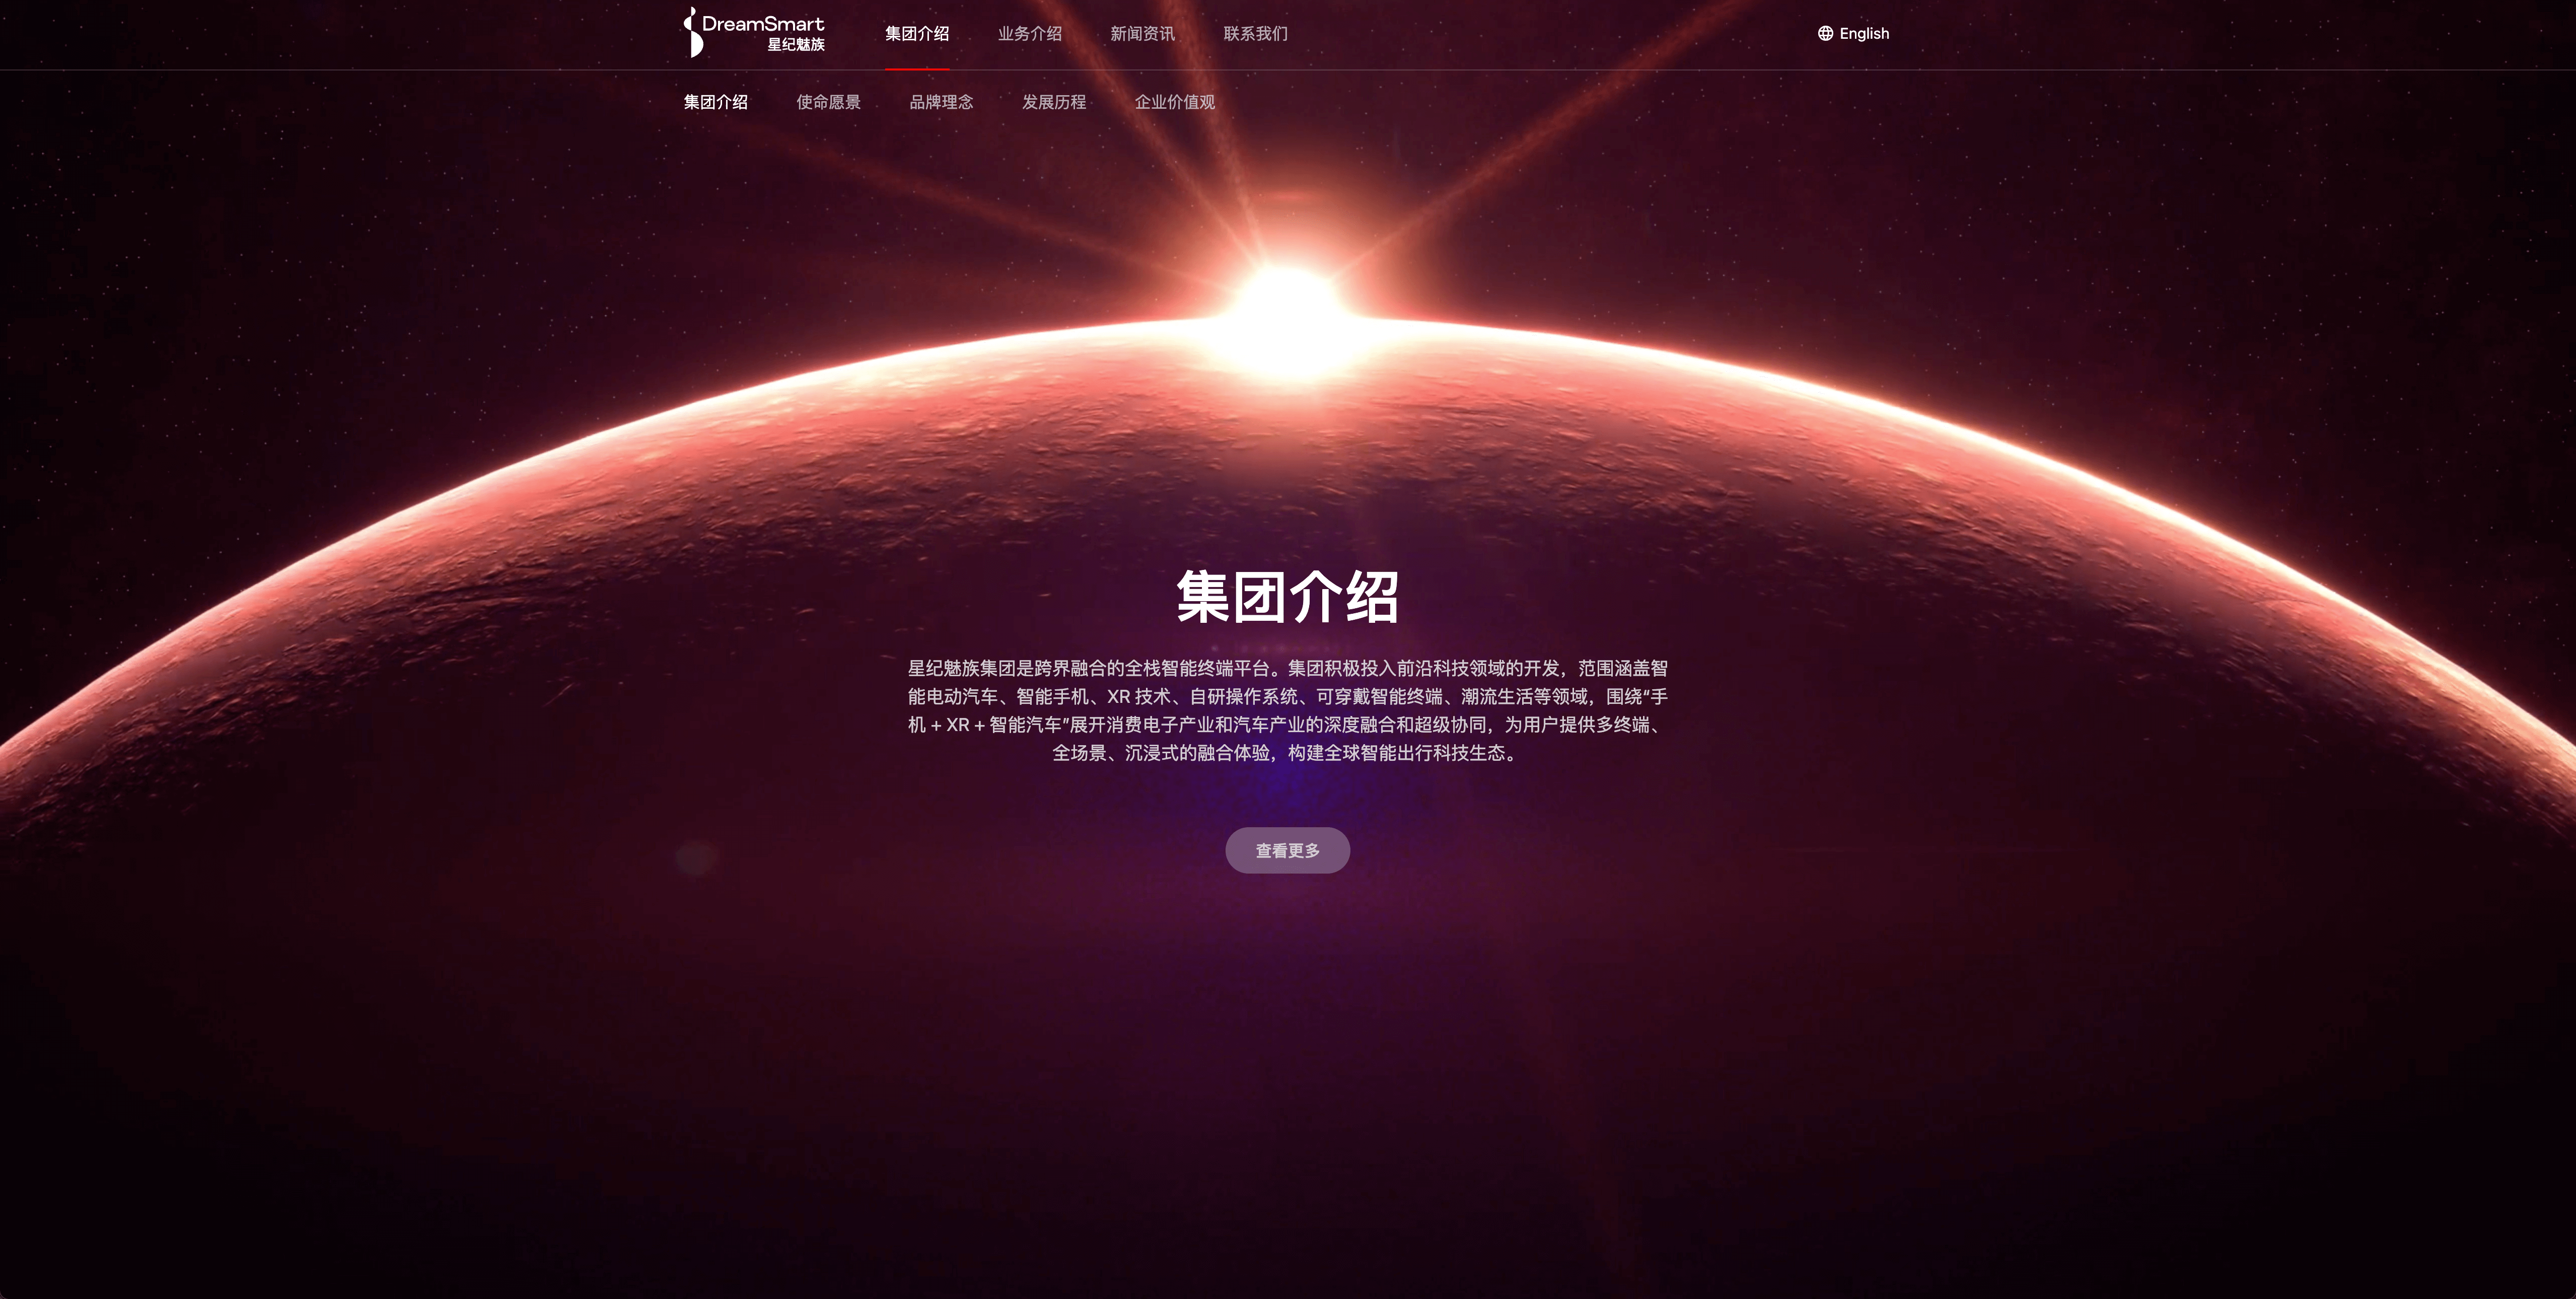 DreamSmart
星纪魅族
集团介绍
业务介绍
新闻资讯
联系我们
English
集团介绍
使命愿景
品牌理念
发展历程
企业价值观
集团介绍
星纪魅族集团是跨界融合的全栈智能终端平台。集团积极投入前沿科技领域的开发，范围涵盖智
能电动汽车、智能手机、XR 技术、自研操作系统、可穿戴智能终端、潮流生活等领域，围绕“手
机 + XR + 智能汽车”展开消费电子产业和汽车产业的深度融合和超级协同，为用户提供多终端、
全场景、沉浸式的融合体验，构建全球智能出行科技生态。
查看更多